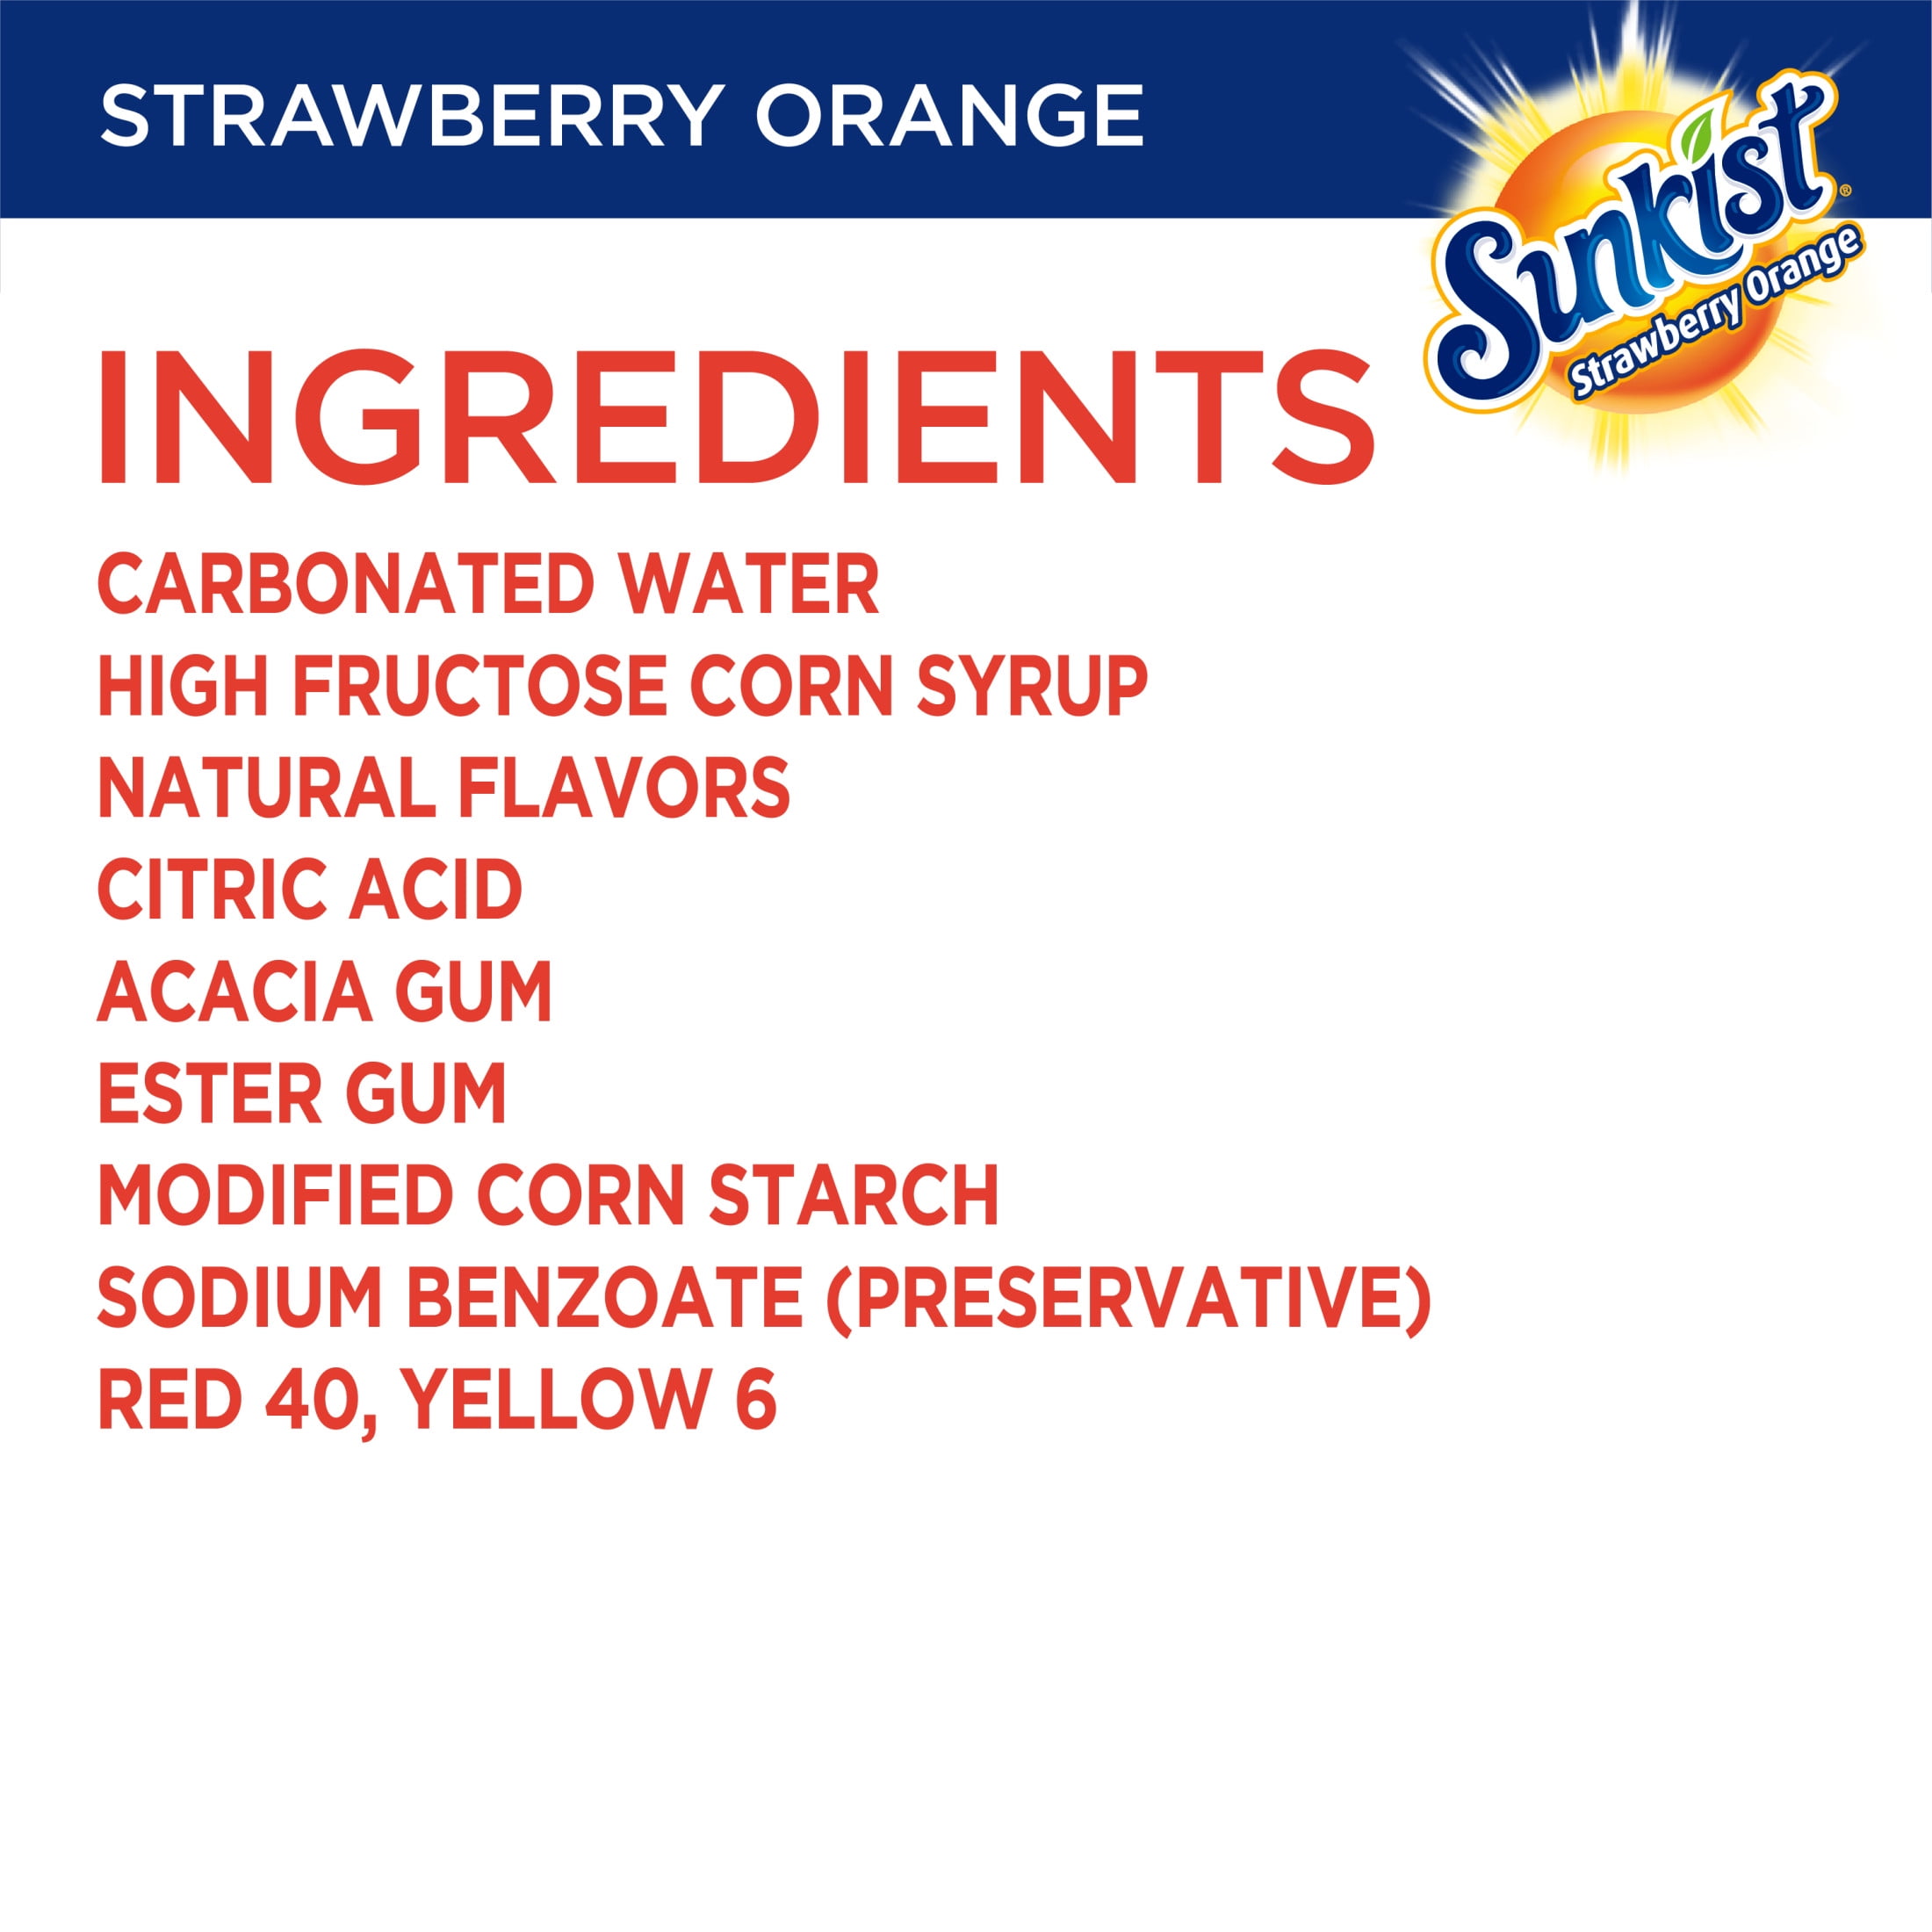 STRAWBERRY ORANGE
Sunkist®
Strawberry Orange
INGREDIENTS
CARBONATED WATER
HIGH FRUCTOSE CORN SYRUP
NATURAL FLAVORS
CITRIC ACID
ACACIA GUM
ESTER GUM
MODIFIED CORN STARCH
SODIUM BENZOATE (PRESERVATIVE)
RED 40, YELLOW 6